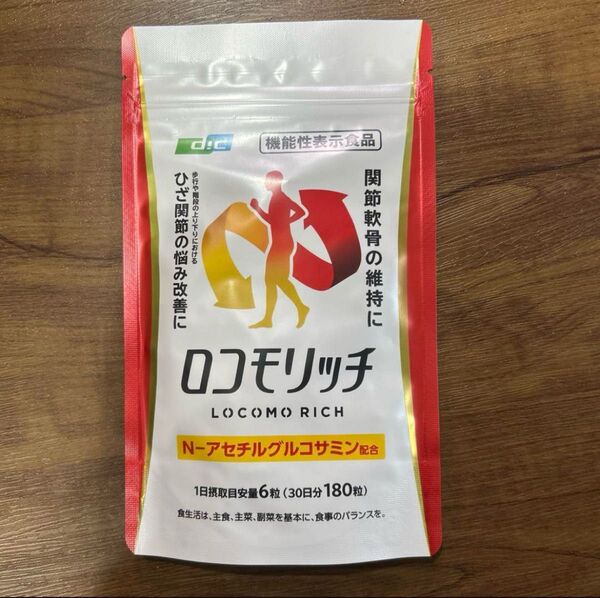 did
機能性表示食品
関節軟骨の維持に
歩行や階段の上り下りにおける
ひざ関節の悩み改善に
ロコモリッチ
LOCOMO RICH
N-アセチルグルコサミン配合
1日摂取目安量6粒(30日分180粒)
食生活は、主食、主菜、副菜を基本に、食事のバランスを。